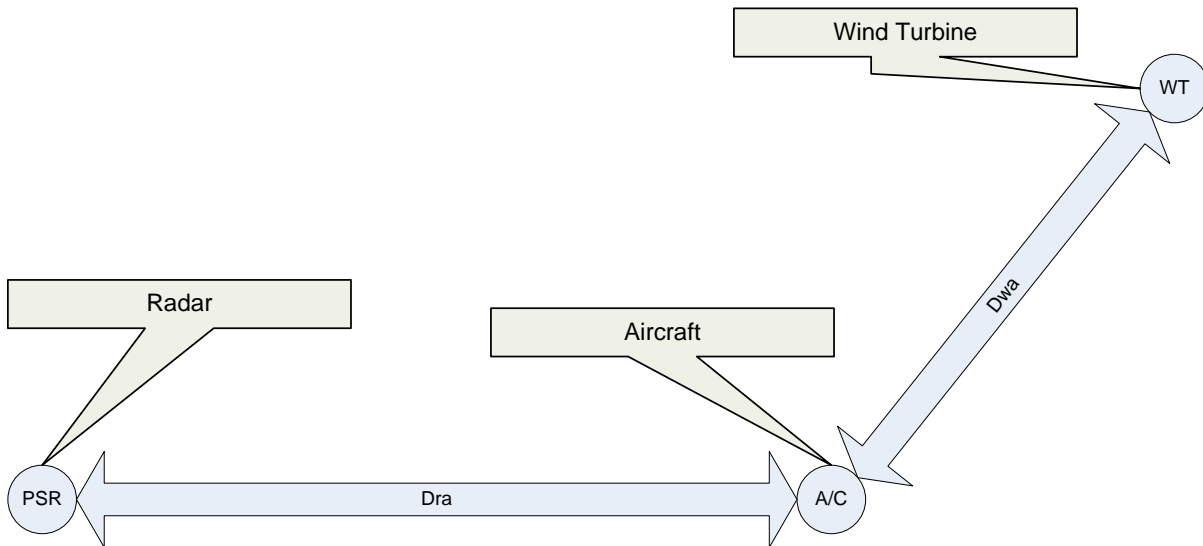 Wind Turbine
WT
Dwa
Radar
Aircraft
PSR
Dra
A/C